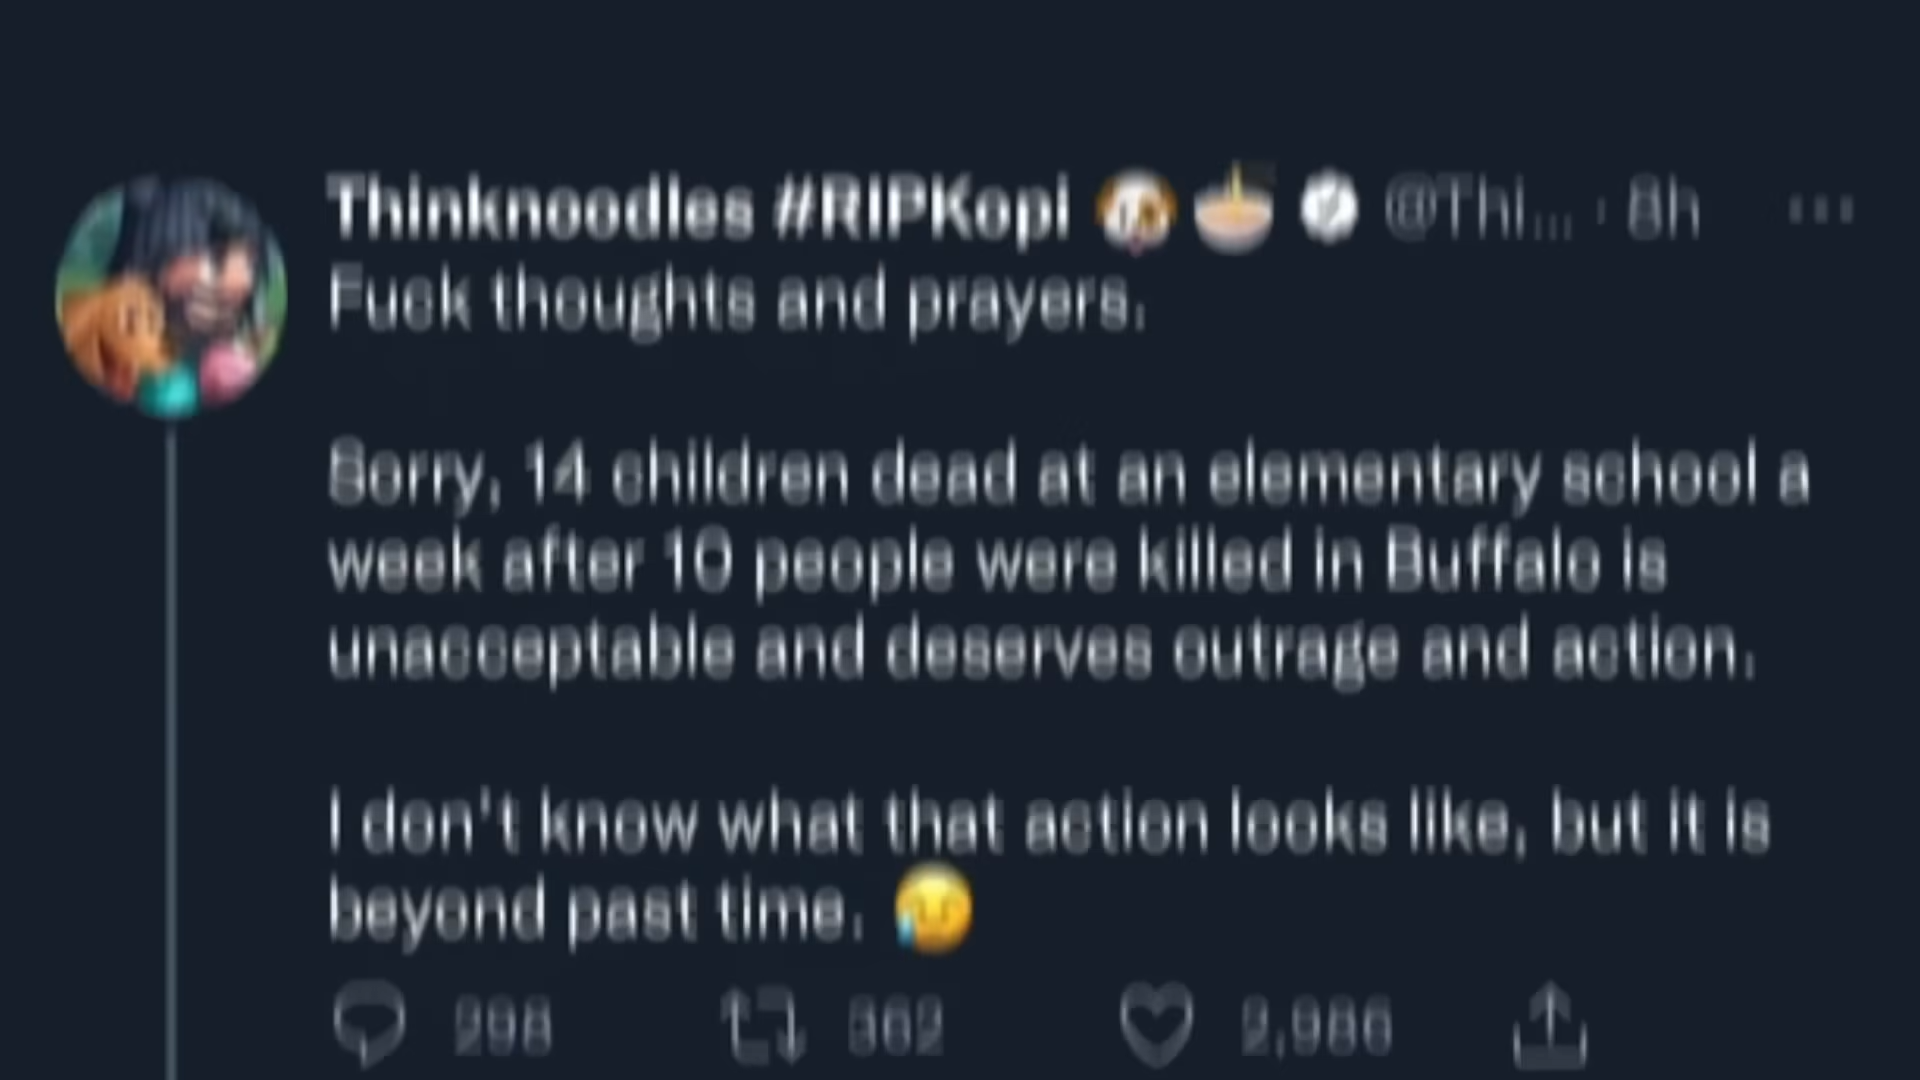 Thinknoodles #RIPKopi 🐶 🍜 @Thi... · 8h ...
Fuck thoughts and prayers.
Sorry, 14 children dead at an elementary school a
week after 10 people were killed in Buffalo is
unacceptable and deserves outrage and action.
I don't know what that action looks like, but it is
beyond past time. 😥
298 362 2,986